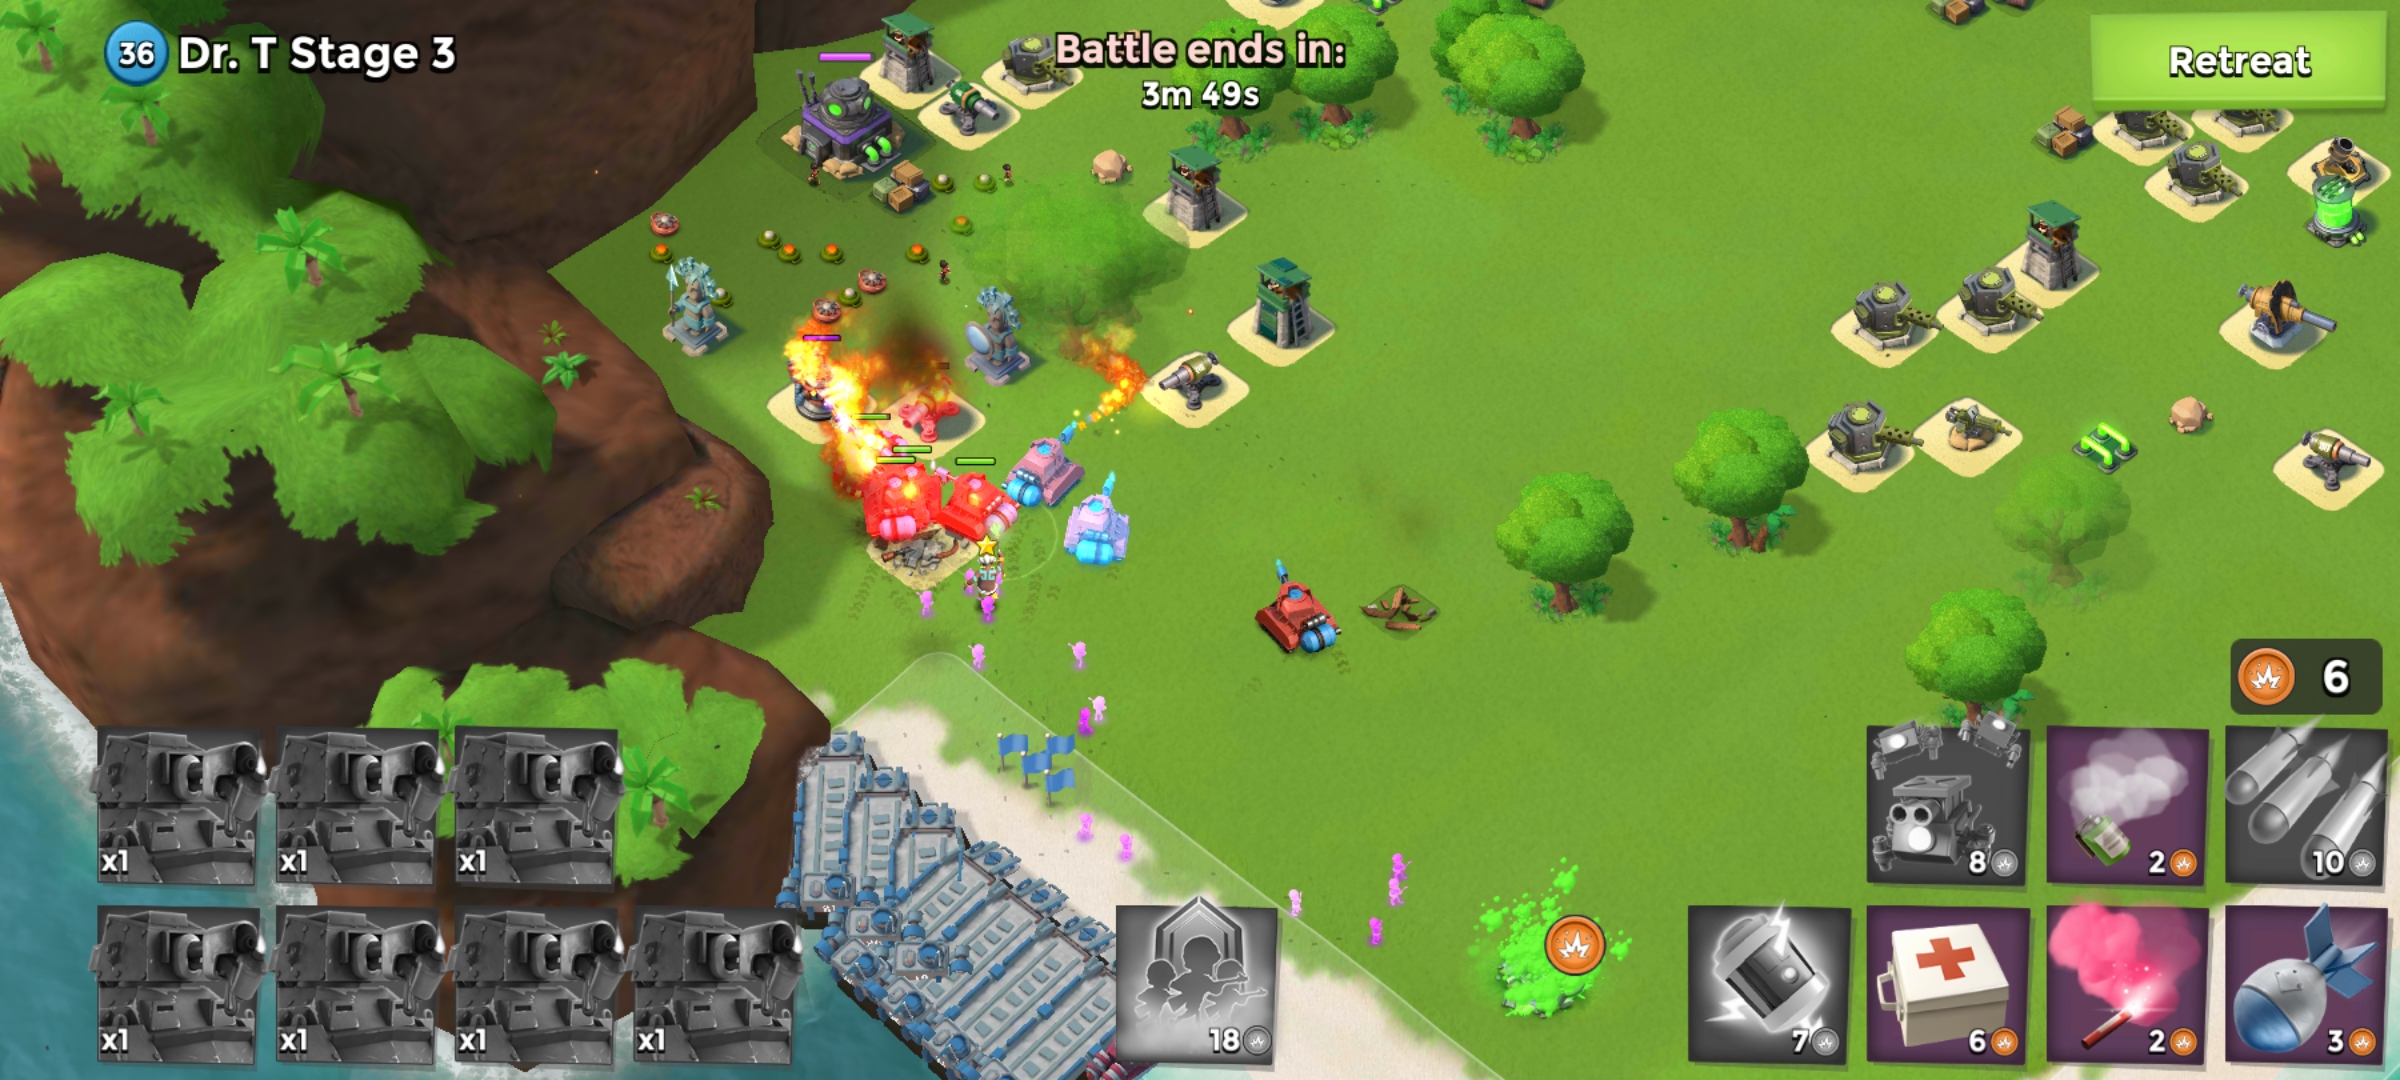 36 Dr. T Stage 3
Battle ends in:
3m 49s
Retreat
6
x1 x1 x1
8 2 10
x1 x1 x1 x1
18 7 6 2 3